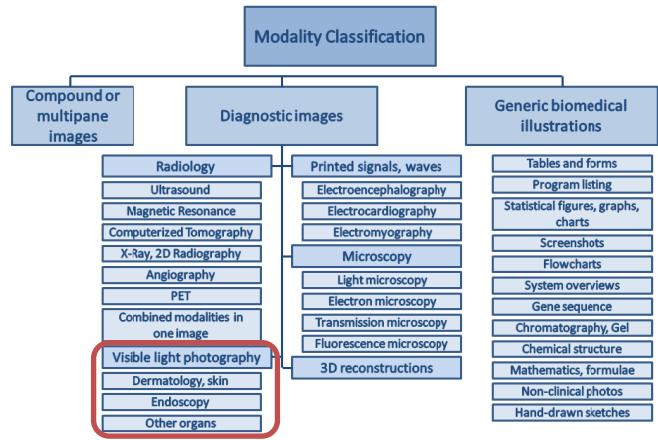 Modality Classification
Compound or
multipane
images
Diagnostic images
Generic biomedical
illustrations
Radiology
Ultrasound
Magnetic Resonance
Computerized Tomography
X-Ray, 2D Radiography
Angiography
PET
Combined modalities in
one image
Visible light photography
Dermatology, skin
Endoscopy
Other organs
Printed signals, waves
Electroencephalography
Electrocardiography
Electromyography
Microscopy
Light microscopy
Electron microscopy
Transmission microscopy
Fluorescence microscopy
3D reconstructions
Tables and forms
Program listing
Statistical figures, graphs,
charts
Screenshots
Flowcharts
System overviews
Gene sequence
Chromatography, Gel
Chemical structure
Mathematics, formulae
Non-clinical photos
Hand-drawn sketches